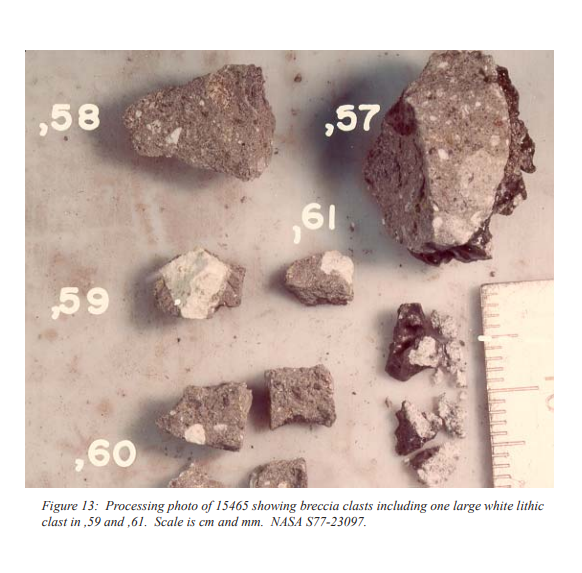 ,58
,57
,61
,59
,60
Figure 13: Processing photo of 15465 showing breccia clasts including one large white lithic
clast in ,59 and ,61. Scale is cm and mm. NASA S77-23097.